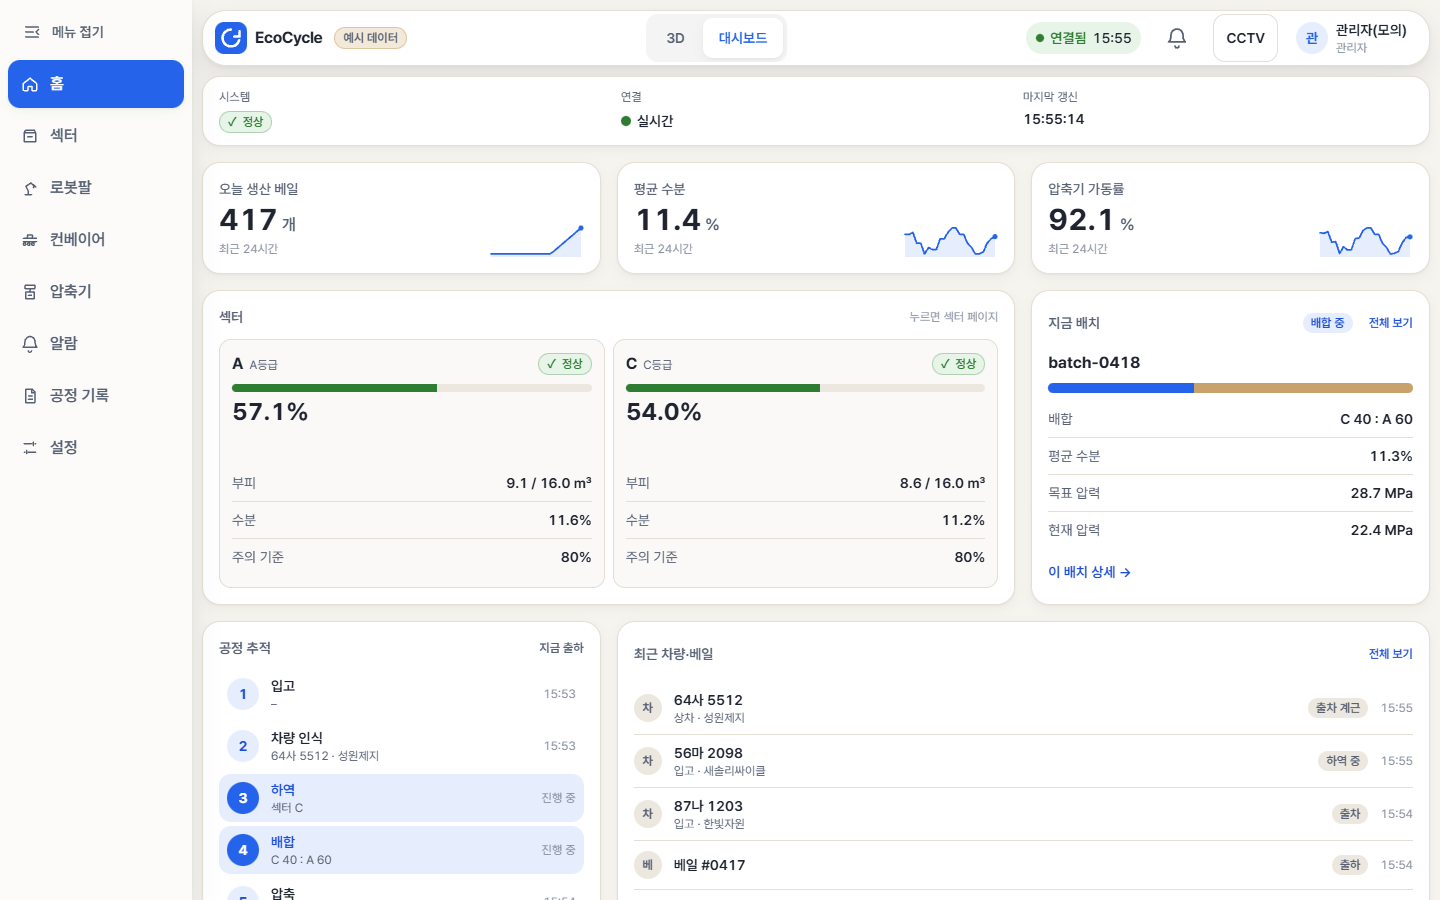 메뉴 접기
홈
섹터
로봇팔
컨베이어
압축기
알람
공정 기록
설정
EcoCycle 예시 데이터
3D 대시보드
연결됨 15:55
CCTV
관 관리자(모의)
관리자
시스템
✓ 정상
연결
실시간
마지막 갱신
15:55:14
오늘 생산 베일
417 개
최근 24시간
평균 수분
11.4 %
최근 24시간
압축기 가동률
92.1 %
최근 24시간
섹터 누르면 섹터 페이지
A A등급 ✓ 정상
57.1%
부피 9.1 / 16.0 m³
수분 11.6%
주의 기준 80%
C C등급 ✓ 정상
54.0%
부피 8.6 / 16.0 m³
수분 11.2%
주의 기준 80%
지금 배치 배합 중 전체 보기
batch-0418
배합 C 40 : A 60
평균 수분 11.3%
목표 압력 28.7 MPa
현재 압력 22.4 MPa
이 배치 상세 →
공정 추적 지금 출하
1 입고 15:53
–
2 차량 인식 15:53
64사 5512 · 성원제지
3 하역 진행 중
섹터 C
4 배합 진행 중
C 40 : A 60
압축
최근 차량·베일 전체 보기
차 64사 5512 출차 계근 15:55
상차 · 성원제지
차 56마 2098 하역 중 15:55
입고 · 새솔리싸이클
차 87나 1203 출차 15:54
입고 · 한빛자원
베 베일 #0417 출하 15:54